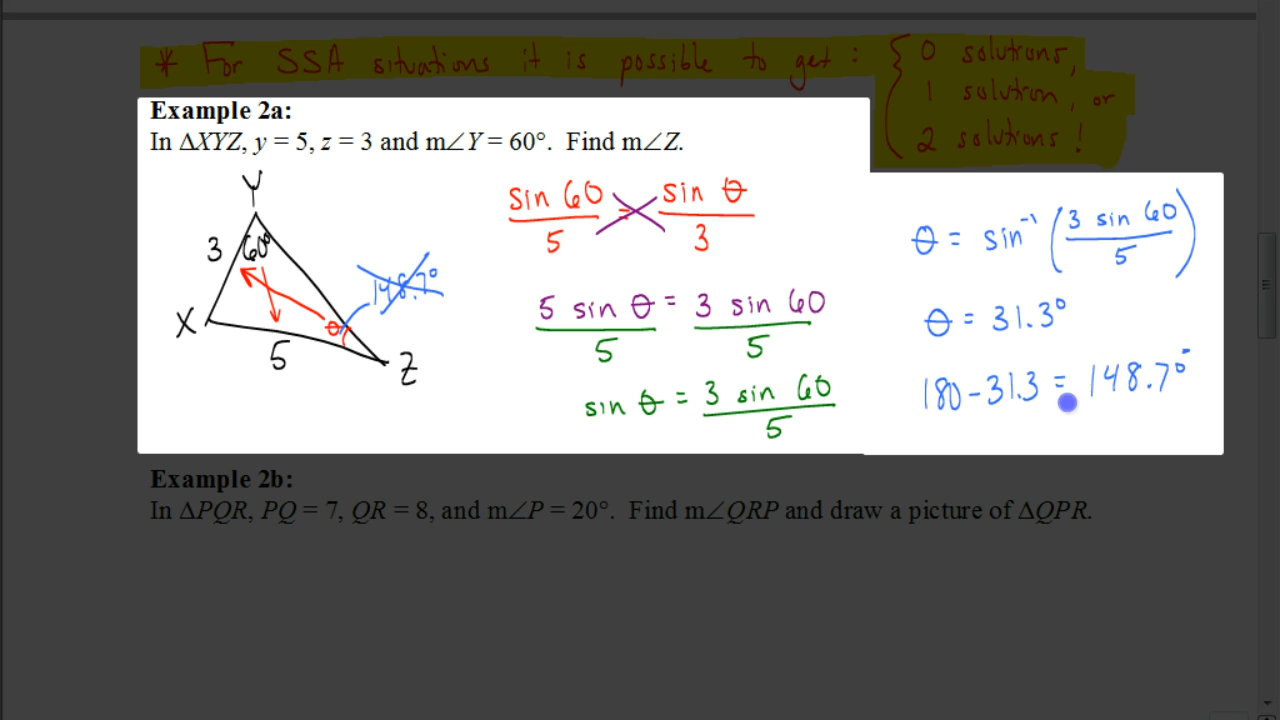 * For SSA situations it is possible to get : { 0 solutions,
1 solution, or
2 solutions !
Example 2a:
In ΔXYZ, y = 5, z = 3 and m∠Y = 60°.  Find m∠Z.
Y
3
60°
148.7°
X
θ
5
Z
sin 60 / 5 = sin θ / 3
5 sin θ / 5 = 3 sin 60 / 5
sin θ = 3 sin 60 / 5
θ = sin⁻¹ (3 sin 60 / 5)
θ = 31.3°
180 - 31.3 = 148.7°
Example 2b:
In ΔPQR, PQ = 7, QR = 8, and m∠P = 20°.  Find m∠QRP and draw a picture of ΔQPR.